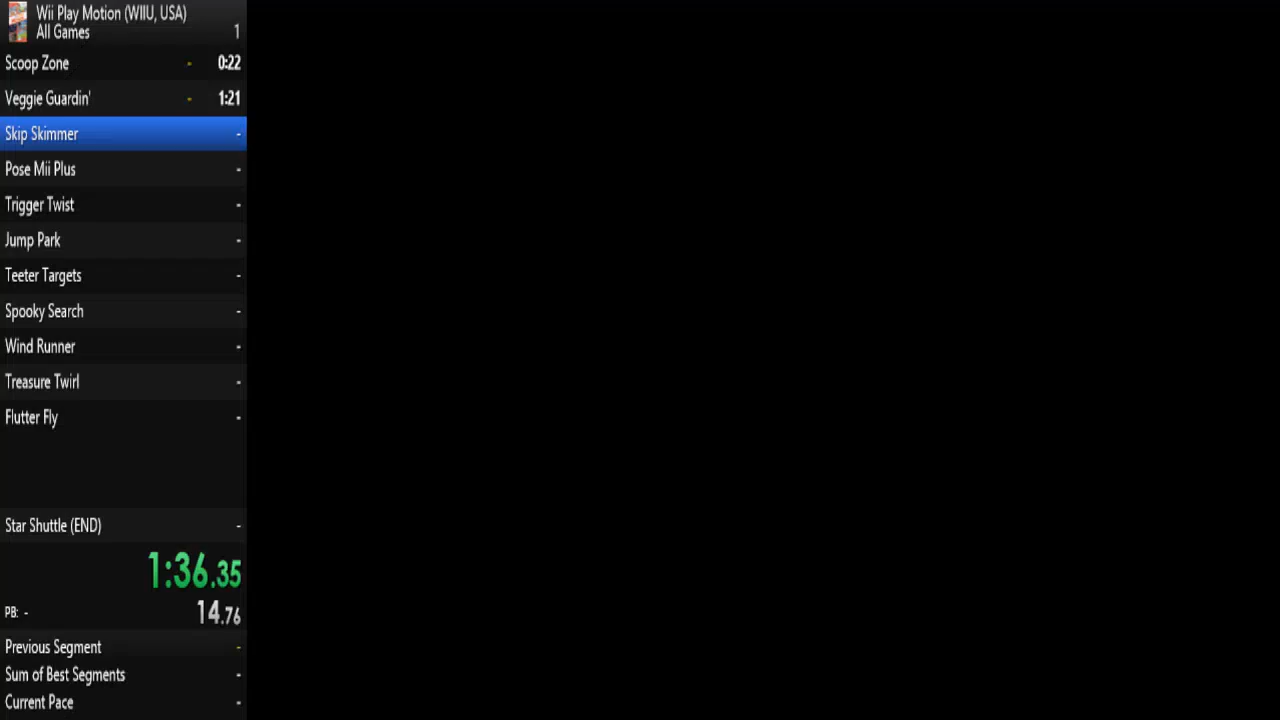 Wii Play Motion (WIIU, USA)
All Games 1
Scoop Zone - 0:22
Veggie Guardin' - 1:21
Skip Skimmer -
Pose Mii Plus -
Trigger Twist -
Jump Park -
Teeter Targets -
Spooky Search -
Wind Runner -
Treasure Twirl -
Flutter Fly -
Star Shuttle (END) -
1:36.35
PB: - 14.76
Previous Segment -
Sum of Best Segments -
Current Pace -